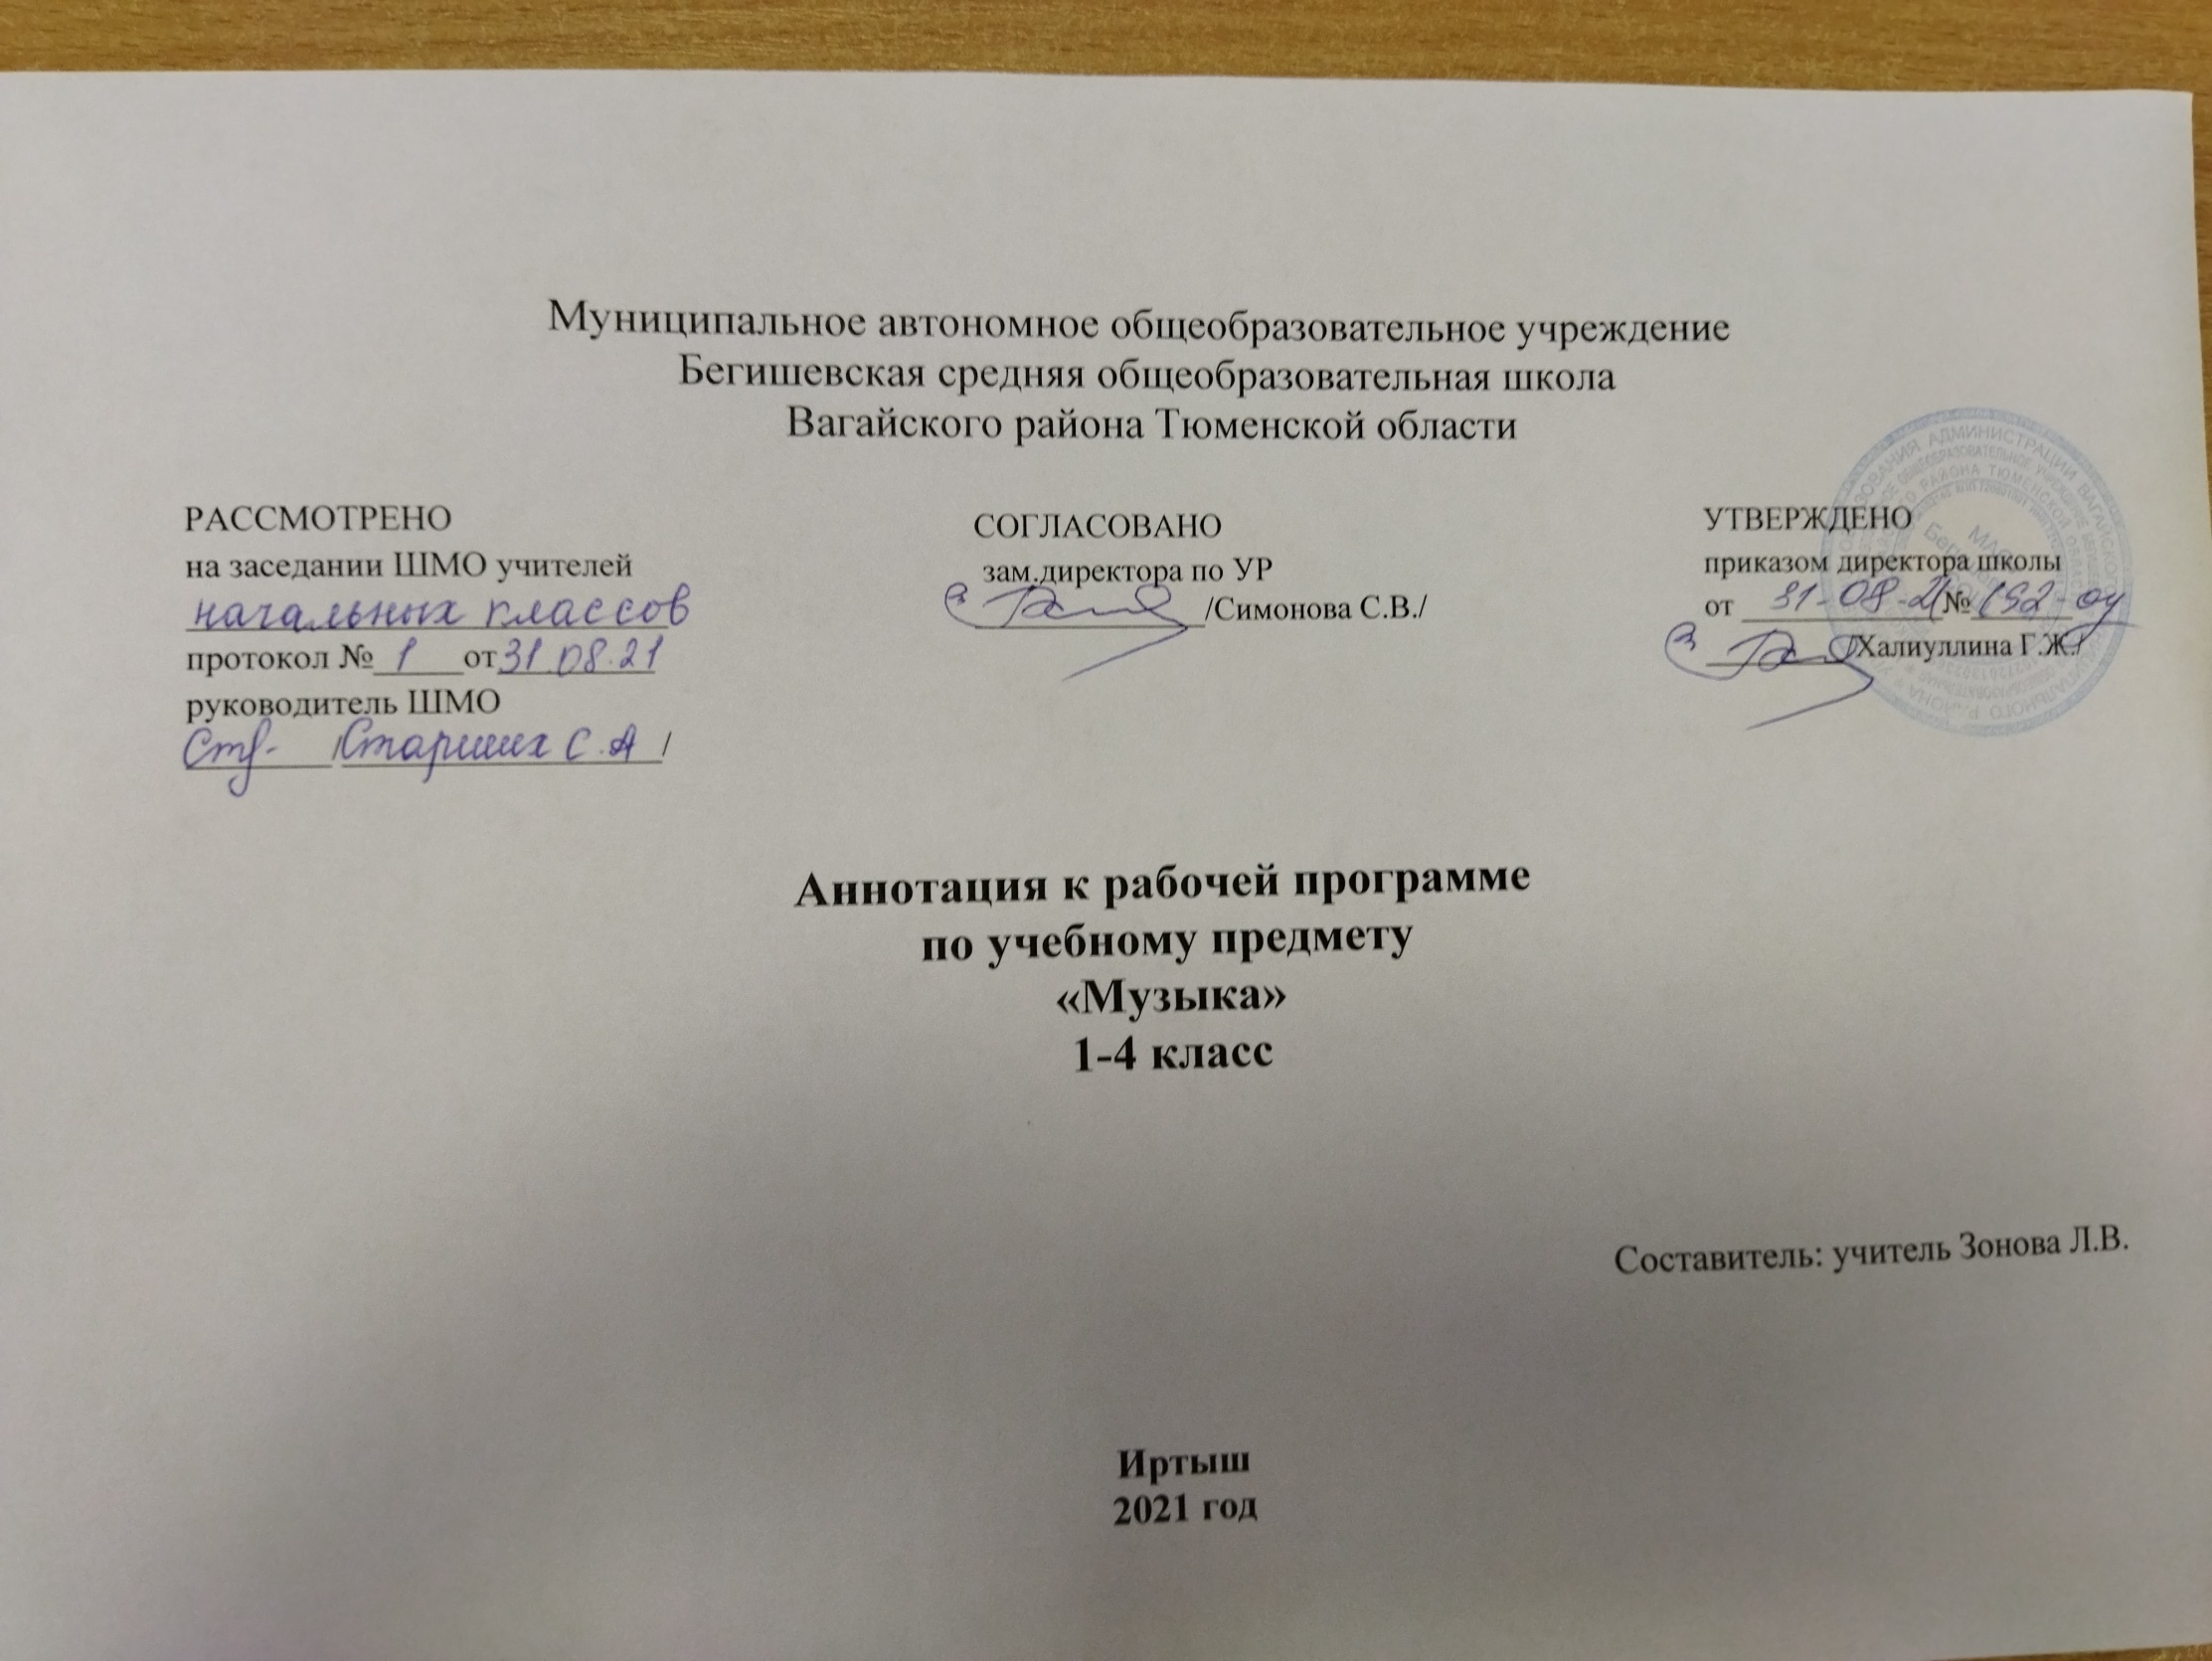 Муниципальное автономное общеобразовательное учреждение
Бегишевская средняя общеобразовательная школа
Вагайского района Тюменской области
РАССМОТРЕНО
на заседании ШМО учителей
начальных классов
протокол № 1 от 31.08.21
руководитель ШМО
/Старших С.А/
СОГЛАСОВАНО
зам.директора по УР
/Симонова С.В./
УТВЕРЖДЕНО
приказом директора школы
от 31-08-21 № 192-оу
/Халиуллина Г.Ж./
Аннотация к рабочей программе
по учебному предмету
«Музыка»
1-4 класс
Составитель: учитель Зонова Л.В.
Иртыш
2021 год